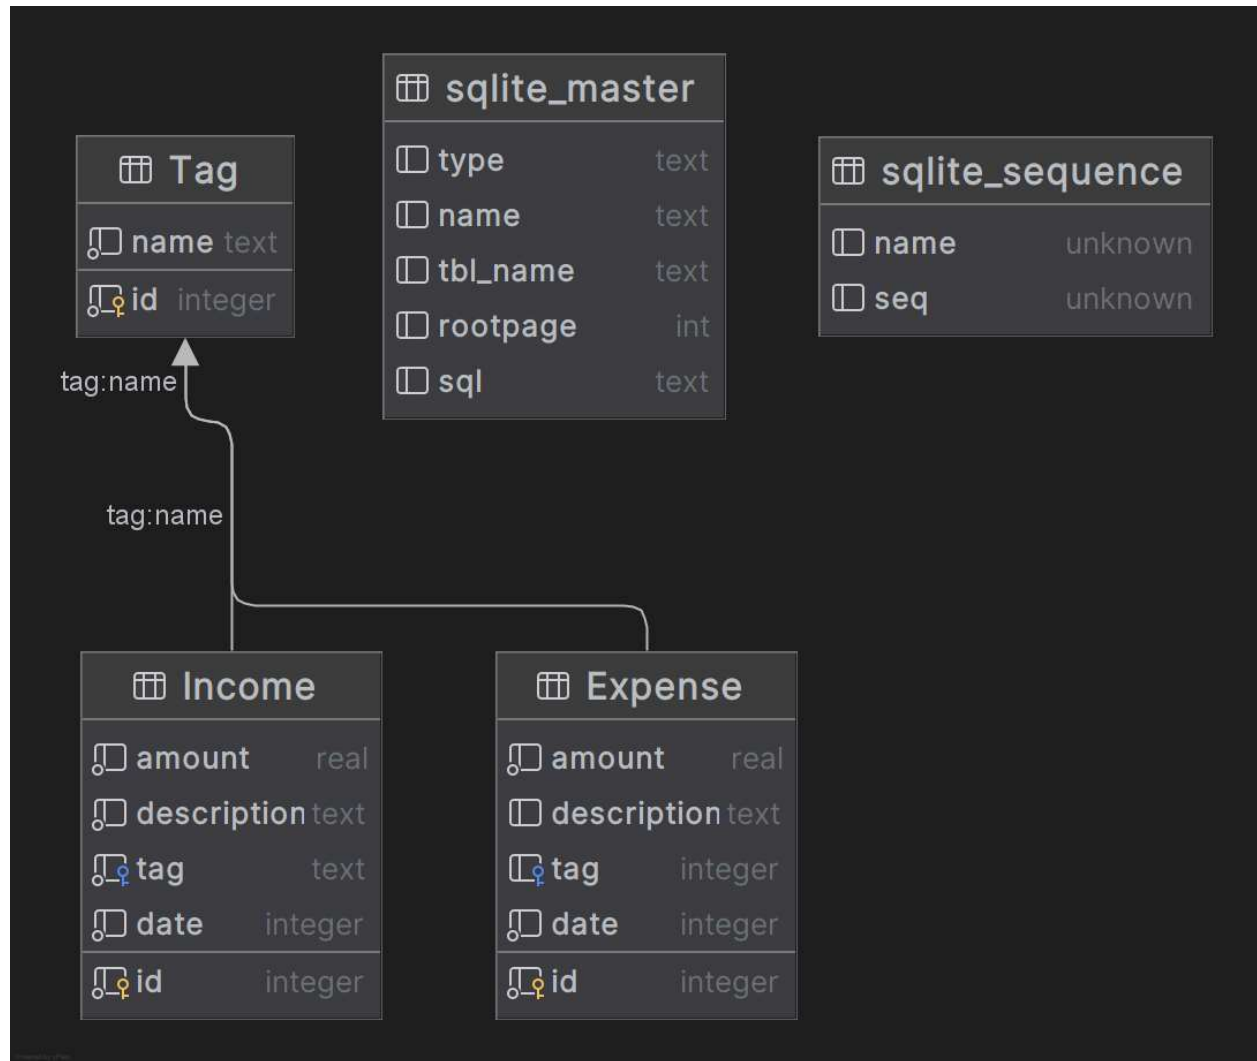 sqlite_master
type text
name text
tbl_name text
rootpage int
sql text
Tag
name text
id integer
sqlite_sequence
name unknown
seq unknown
tag:name
tag:name
Income
amount real
description text
tag text
date integer
id integer
Expense
amount real
description text
tag integer
date integer
id integer